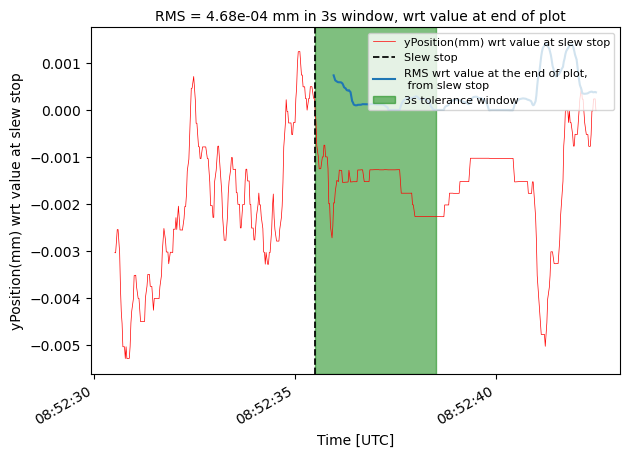 RMS = 4.68e-04 mm in 3s window, wrt value at end of plot
yPosition(mm) wrt value at slew stop
Slew stop
RMS wrt value at the end of plot,
from slew stop
3s tolerance window
yPosition(mm) wrt value at slew stop
0.001
0.000
−0.001
−0.002
−0.003
−0.004
−0.005
08:52:30
08:52:35
08:52:40
Time [UTC]